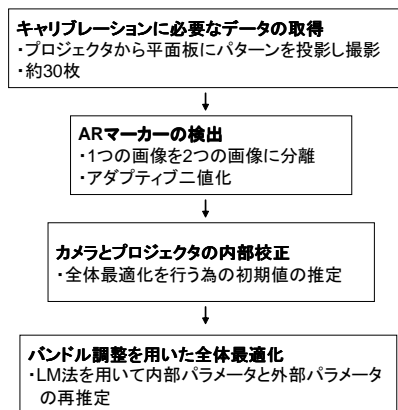 キャリブレーションに必要なデータの取得
・プロジェクタから平面板にパターンを投影し撮影
・約30枚
ARマーカーの検出
・1つの画像を2つの画像に分離
・アダプティブ二値化
カメラとプロジェクタの内部校正
・全体最適化を行う為の初期値の推定
バンドル調整を用いた全体最適化
・LM法を用いて内部パラメータと外部パラメータ
の再推定